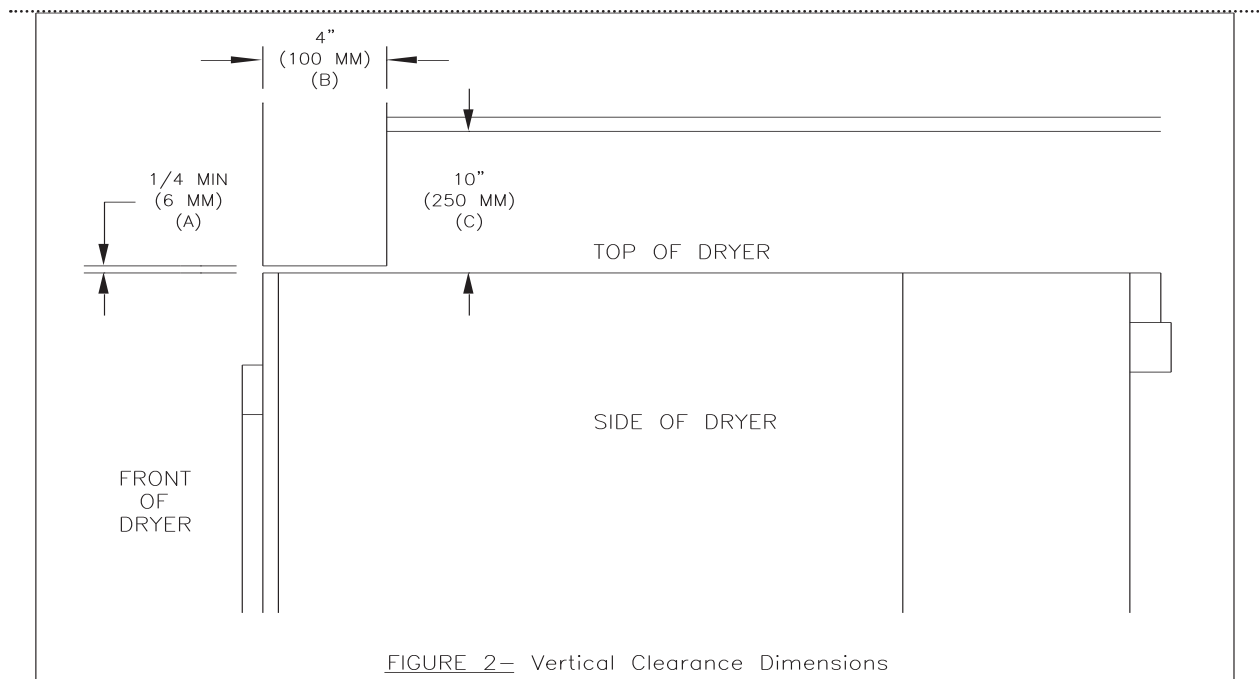 4”
(100 MM)
(B)
1/4 MIN
(6 MM)
(A)
10”
(250 MM)
(C)
TOP OF DRYER
SIDE OF DRYER
FRONT
OF
DRYER
FIGURE 2– Vertical Clearance Dimensions